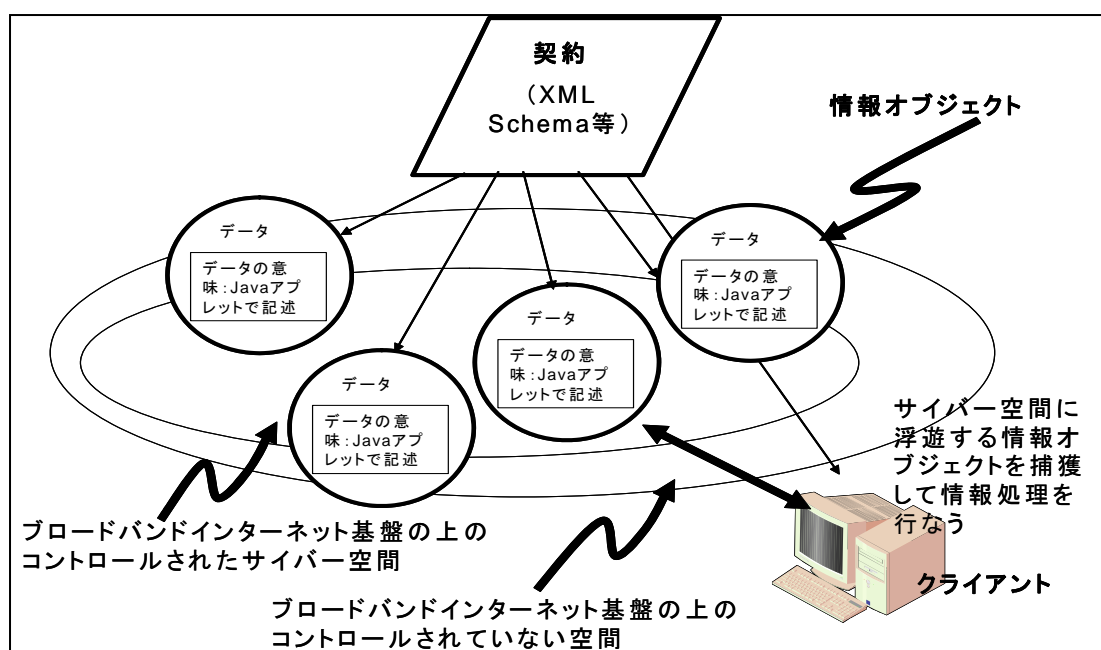 契約
（XML
Schema等）
情報オブジェクト
データ
データの意
味：Javaアプ
レットで記述
データ
データの意
味：Javaアプ
レットで記述
データ
データの意
味：Javaアプ
レットで記述
データ
データの意
味：Javaアプ
レットで記述
サイバー空間に
浮遊する情報オ
ブジェクトを捕獲
して情報処理を
行なう
クライアント
ブロードバンドインターネット基盤の上の
コントロールされたサイバー空間
ブロードバンドインターネット基盤の上の
コントロールされていない空間